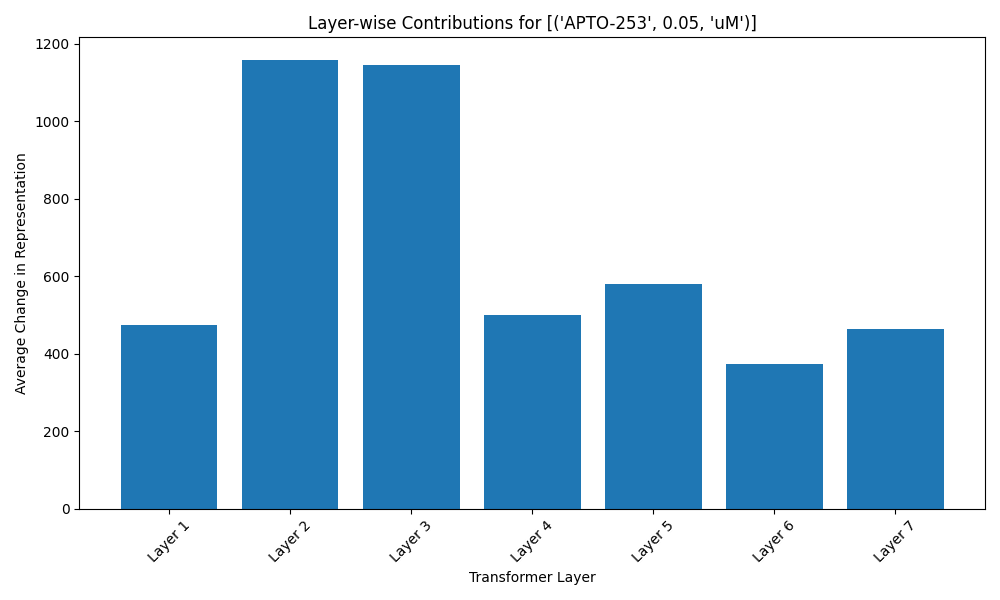 Layer-wise Contributions for [('APTO-253', 0.05, 'uM')]
Average Change in Representation
1200
1000
800
600
400
200
0
Layer 1
Layer 2
Layer 3
Layer 4
Layer 5
Layer 6
Layer 7
Transformer Layer